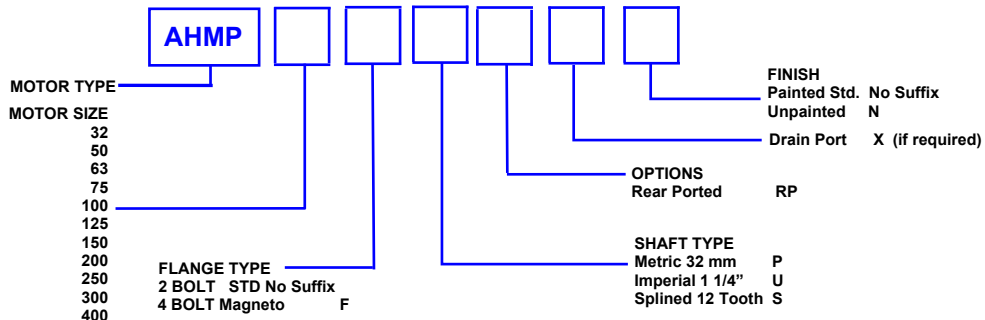 AHMP
MOTOR TYPE
MOTOR SIZE
32
50
63
75
100
125
150
200
250
300
400
FLANGE TYPE
2 BOLT STD No Suffix
4 BOLT Magneto F
SHAFT TYPE
Metric 32 mm P
Imperial 1 1/4” U
Splined 12 Tooth S
OPTIONS
Rear Ported RP
Drain Port X (if required)
FINISH
Painted Std. No Suffix
Unpainted N